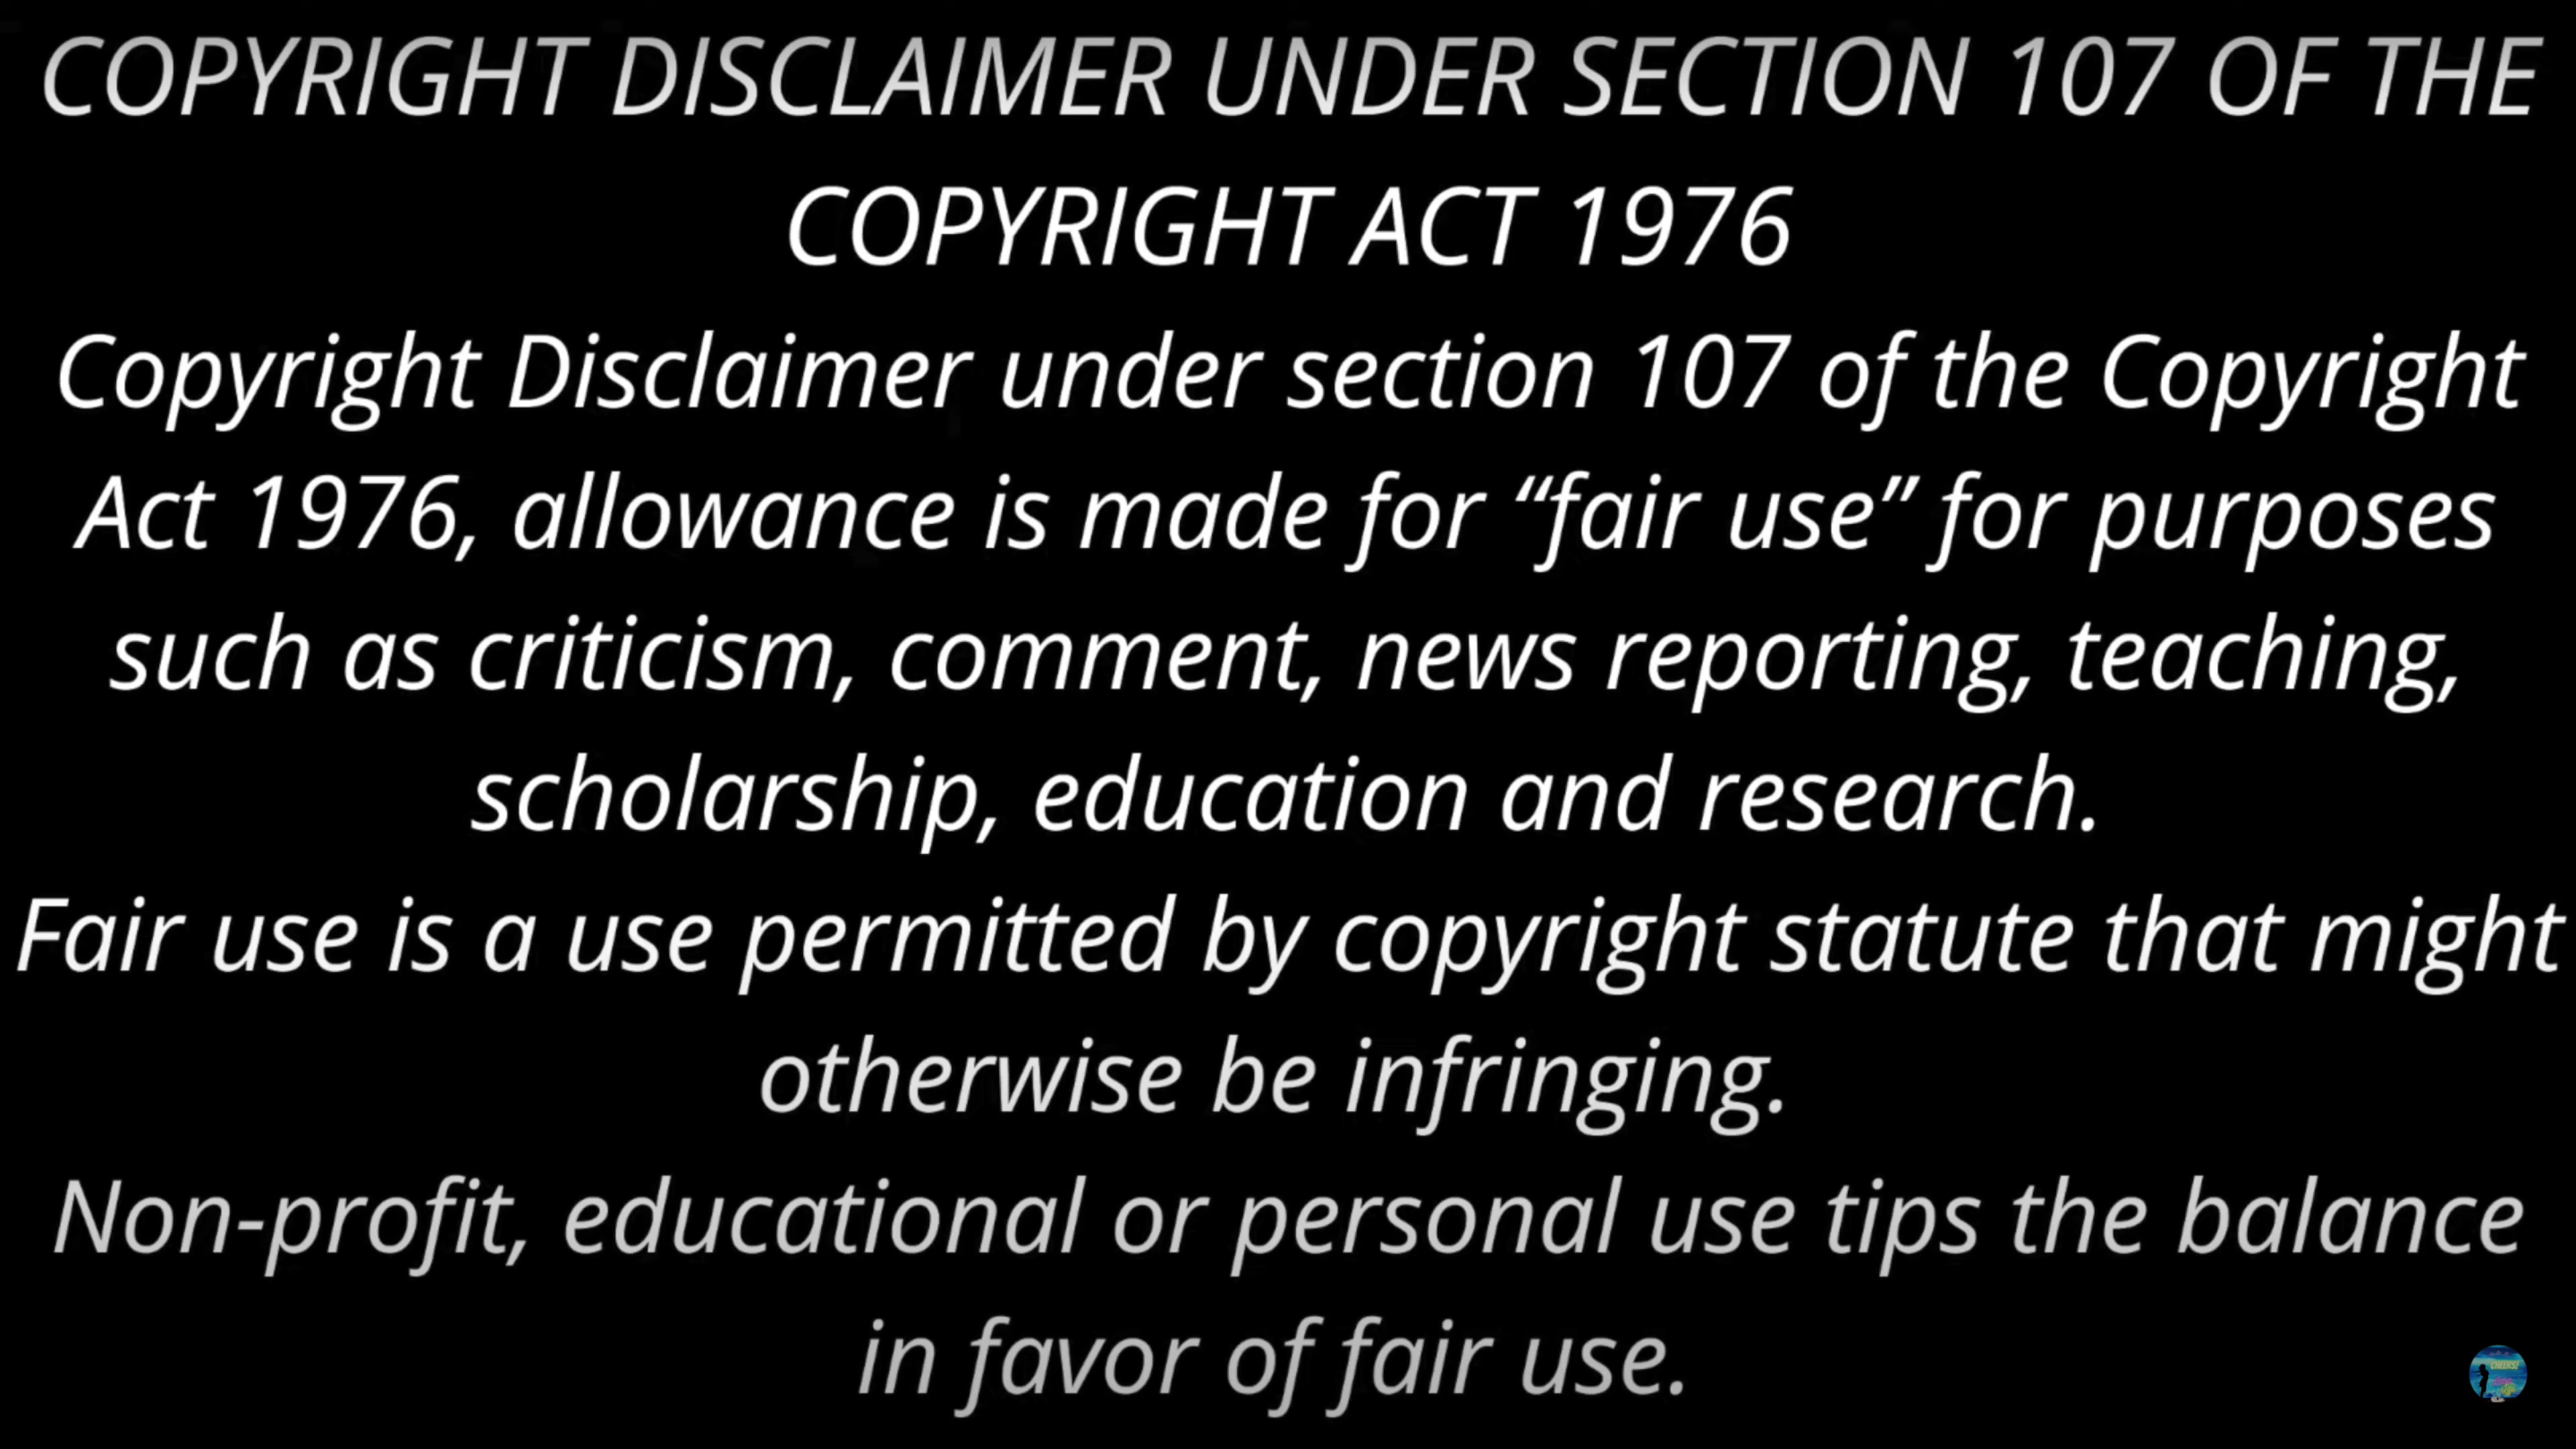 COPYRIGHT DISCLAIMER UNDER SECTION 107 OF THE
COPYRIGHT ACT 1976
Copyright Disclaimer under section 107 of the Copyright
Act 1976, allowance is made for “fair use” for purposes
such as criticism, comment, news reporting, teaching,
scholarship, education and research.
Fair use is a use permitted by copyright statute that might
otherwise be infringing.
Non-profit, educational or personal use tips the balance
in favor of fair use.